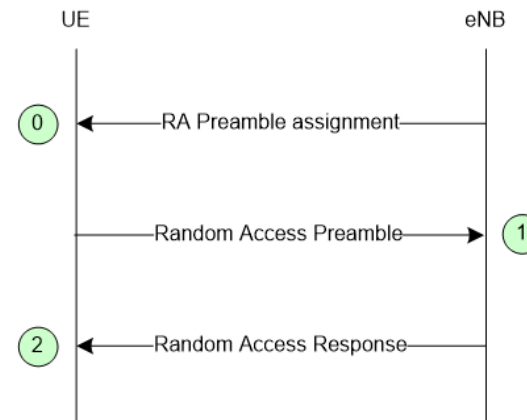 UE eNB
0 RA Preamble assignment
Random Access Preamble 1
2 Random Access Response